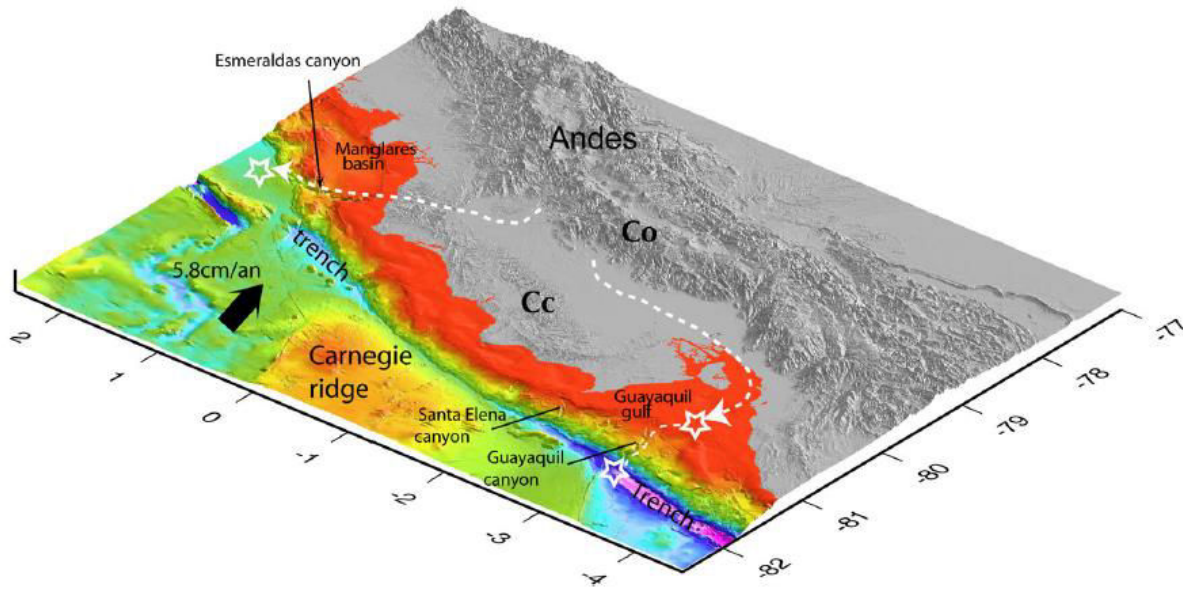 Esmeraldas canyon
Manglares
basin
Andes
Co
trench
5.8cm/an
Cc
Carnegie
ridge
Santa Elena
canyon
Guayaquil
gulf
Guayaquil
canyon
Trench
2
1
0
-1
-2
-3
-4
-82
-81
-80
-79
-78
-77